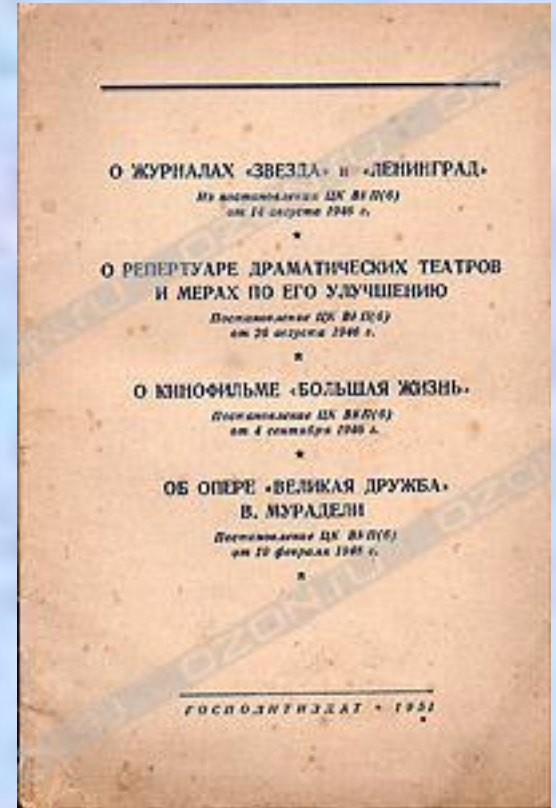 О ЖУРНАЛАХ «ЗВЕЗДА» и «ЛЕНИНГРАД»
Из постановления ЦК ВКП(б)
от 14 августа 1946 г.
О РЕПЕРТУАРЕ ДРАМАТИЧЕСКИХ ТЕАТРОВ
И МЕРАХ ПО ЕГО УЛУЧШЕНИЮ
Постановление ЦК ВКП(б)
от 26 августа 1946 г.
О КИНОФИЛЬМЕ «БОЛЬШАЯ ЖИЗНЬ»
Постановление ЦК ВКП(б)
от 4 сентября 1946 г.
ОБ ОПЕРЕ «ВЕЛИКАЯ ДРУЖБА»
В. МУРАДЕЛИ
Постановление ЦК ВКП(б)
от 10 февраля 1948 г.
ГОСПОЛИТИЗДАТ • 1951